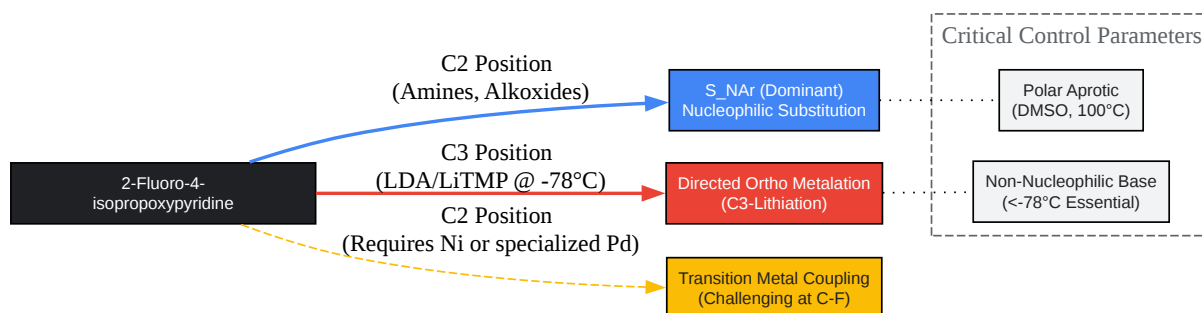 Critical Control Parameters
C2 Position
(Amines, Alkoxides)
S_NAr (Dominant)
Nucleophilic Substitution
Polar Aprotic
(DMSO, 100°C)
2-Fluoro-4-
isopropoxypyridine
C3 Position
(LDA/LiTMP @ -78°C)
Directed Ortho Metalation
(C3-Lithiation)
Non-Nucleophilic Base
(<-78°C Essential)
C2 Position
(Requires Ni or specialized Pd)
Transition Metal Coupling
(Challenging at C-F)